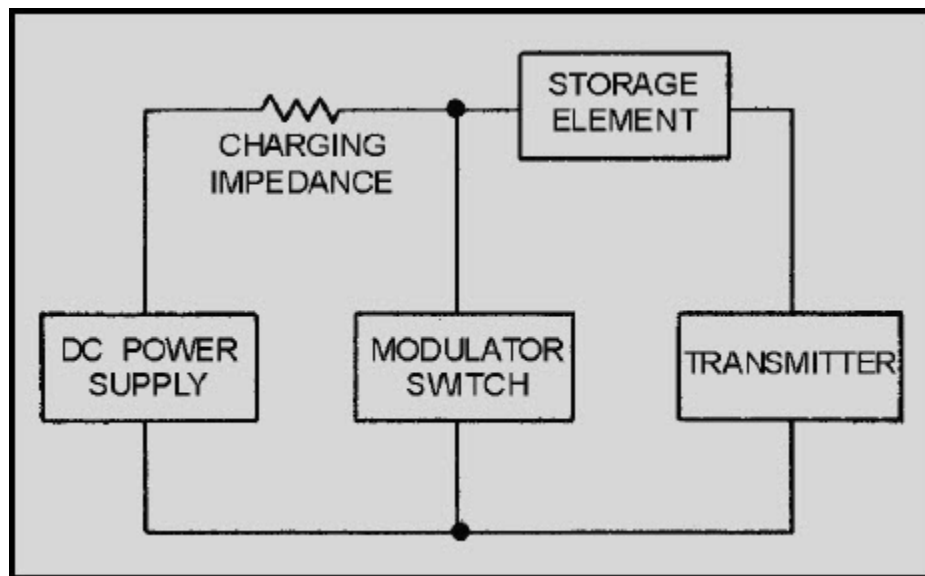 STORAGE
ELEMENT
CHARGING
IMPEDANCE
DC POWER
SUPPLY
MODULATOR
SWITCH
TRANSMITTER